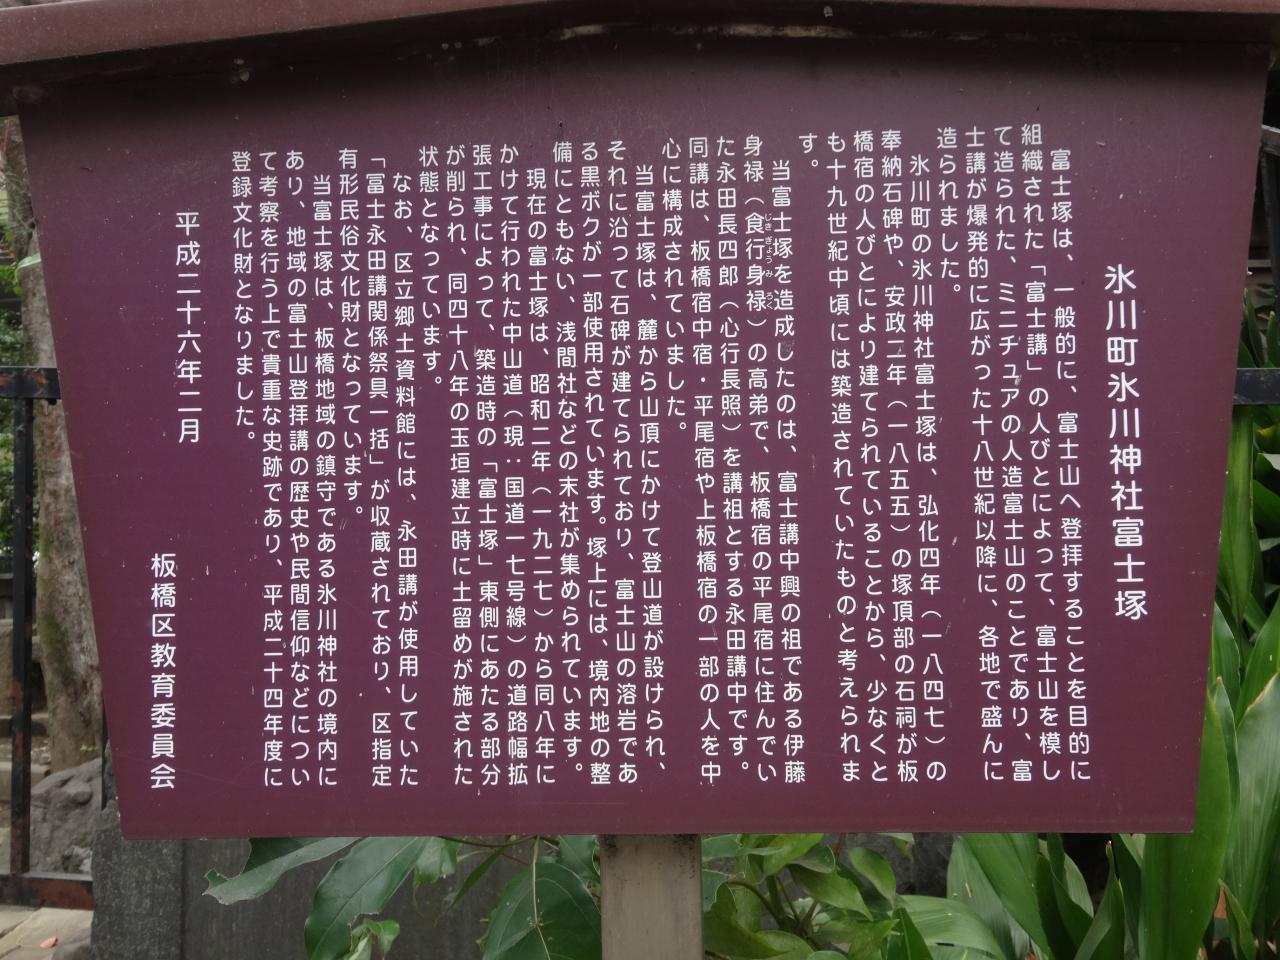 氷川町氷川神社富士塚
富士塚は、一般的に、富士山へ登拝することを目的に
組織された「富士講」の人びとによって、富士山を模し
て造られた、ミニチュアの人造富士山のことであり、富
士講が爆発的に広がった十八世紀以降に、各地で盛んに
造られました。
氷川町の氷川神社富士塚は、弘化四年（一八四七）の
奉納石碑や、安政二年（一八五五）の塚頂部の石祠が板
橋宿の人びとにより建てられていることから、少なくと
も十九世紀中頃には築造されていたものと考えられま
す。
当富士塚を造成したのは、富士講中興の祖である伊藤
身禄（食行身禄）の高弟で、板橋宿の平尾宿に住んでい
た永田長四郎（心行長照）を講祖とする永田講中です。
同講は、板橋宿中宿・平尾宿や上板橋宿の一部の人を中
心に構成されていました。
当富士塚は、麓から山頂にかけて登山道が設けられ、
それに沿って石碑が建てられており、富士山の溶岩であ
る黒ボクが一部使用されています。塚上には、境内地の整
備にともない、浅間社などの末社が集められています。
現在の富士塚は、昭和二年（一九二七）から同八年に
かけて行われた中山道（現：国道一七号線）の道路幅拡
張工事によって、築造時の「富士塚」東側にあたる部分
が削られ、同四十八年の玉垣建立時に土留めが施された
状態となっています。
なお、区立郷土資料館には、永田講が使用していた
「富士永田講関係祭具一括」が収蔵されており、区指定
有形民俗文化財となっています。
当富士塚は、板橋地域の鎮守である氷川神社の境内に
あり、地域の富士山登拝講の歴史や民間信仰などについ
て考察を行う上で貴重な史跡であり、平成二十四年度に
登録文化財となりました。
平成二十六年二月
板橋区教育委員会